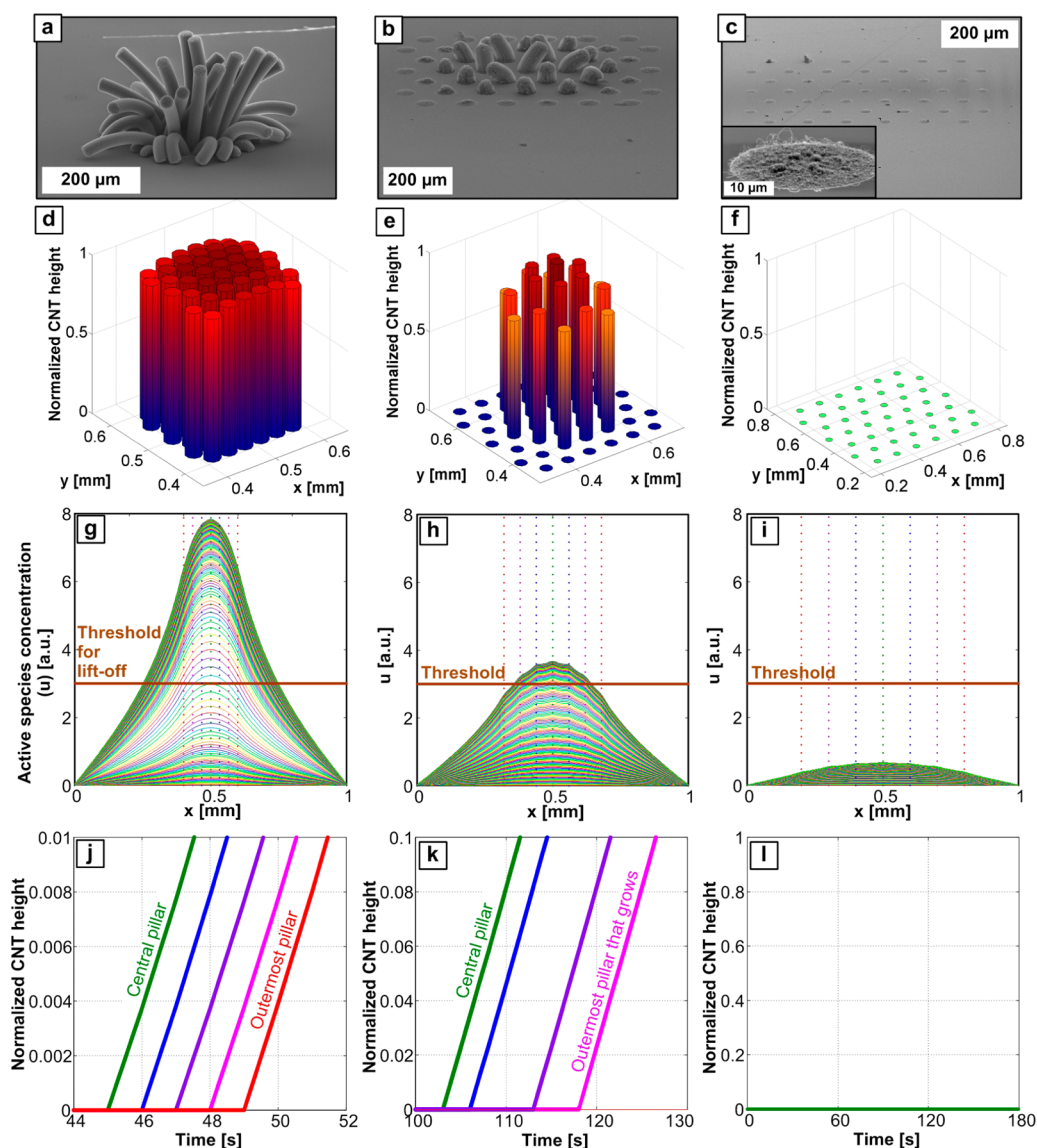 a
200 µm
b
200 µm
c
200 µm
10 µm
d
Normalized CNT height
1
0.5
0
0.6
0.5
0.4
y [mm]
0.4
0.5
0.6
x [mm]
e
Normalized CNT height
1
0.5
0
0.6
0.4
y [mm]
0.4
0.6
x [mm]
f
Normalized CNT height
1
0.5
0
0.8
0.6
0.4
0.2
y [mm]
0.2
0.4
0.6
0.8
x [mm]
g
Active species concentration
(u) [a.u.]
8
6
4
2
0
Threshold
for
lift-off
0 0.5 1
x [mm]
h
u [a.u.]
8
6
4
2
0
Threshold
0 0.5 1
x [mm]
i
u [a.u.]
8
6
4
2
0
Threshold
0 0.5 1
x [mm]
j
Normalized CNT height
0.01
0.008
0.006
0.004
0.002
0
Central pillar
Outermost pillar
44 46 48 50 52
Time [s]
k
Normalized CNT height
0.1
0.08
0.06
0.04
0.02
0
Central pillar
Outermost pillar that grows
100 110 120 130
Time [s]
l
Normalized CNT height
1
0.8
0.6
0.4
0.2
0
0 60 120 180
Time [s]